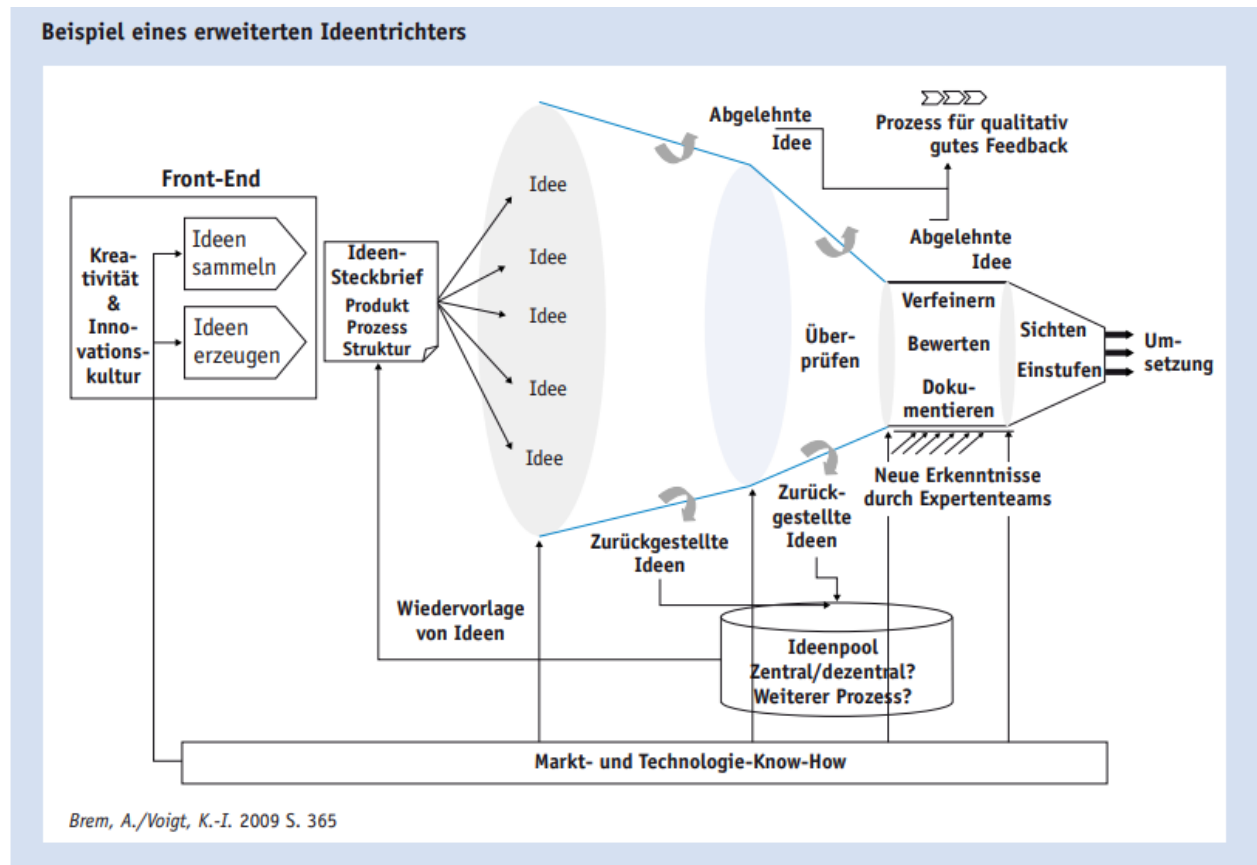 Beispiel eines erweiterten Ideentrichters
Front-End
Krea-
tivität
&
Inno-
vations-
kultur
Ideen
sammeln
Ideen
erzeugen
Ideen-
Steckbrief
Produkt
Prozess
Struktur
Idee
Idee
Idee
Idee
Idee
Abgelehnte
Idee
Prozess für qualitativ
gutes Feedback
Abgelehnte
Idee
Über-
prüfen
Verfeinern
Bewerten
Doku-
mentieren
Sichten
Einstufen
Um-
setzung
Neue Erkenntnisse
durch Expertenteams
Zurück-
gestellte
Ideen
Zurückgestellte
Ideen
Wiedervorlage
von Ideen
Ideenpool
Zentral/dezentral?
Weiterer Prozess?
Markt- und Technologie-Know-How
Brem, A./Voigt, K.-I. 2009 S. 365